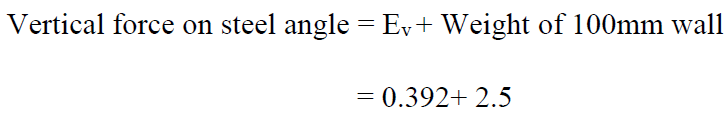 Vertical force on steel angle = Ev+ Weight of 100mm wall
= 0.392+ 2.5